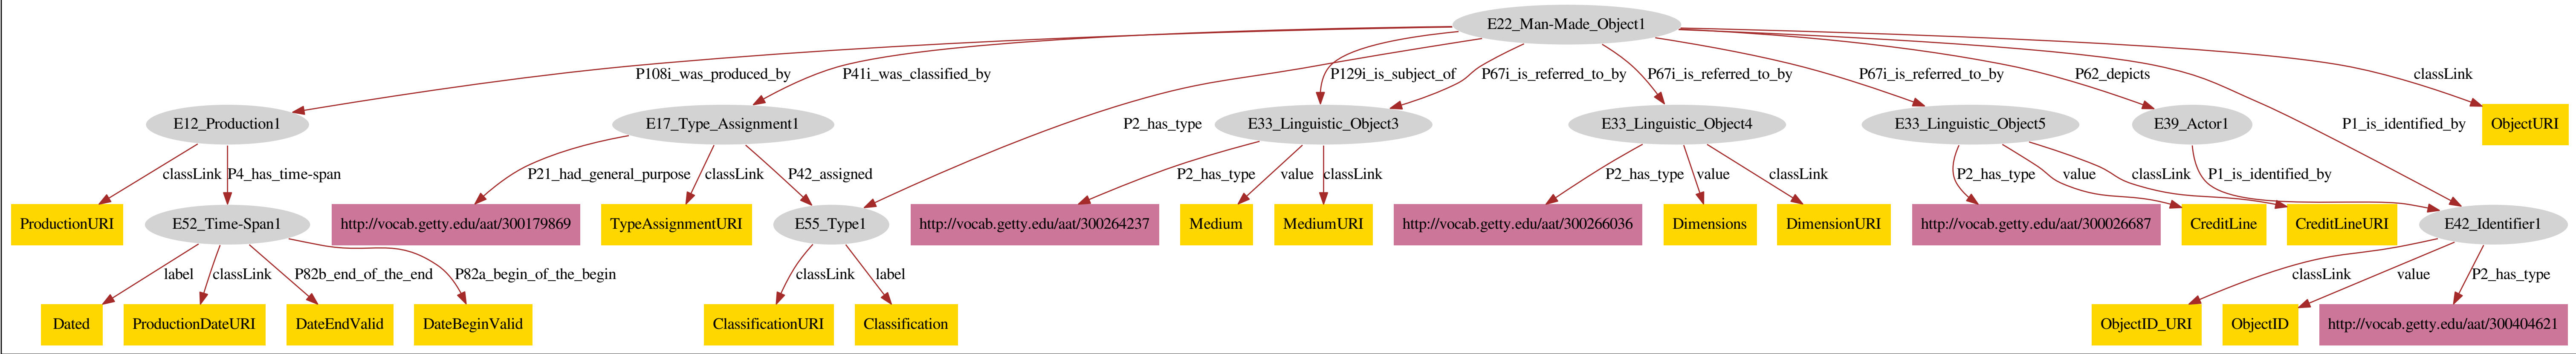 E22_Man-Made_Object1
P108i_was_produced_by
P41i_was_classified_by
P129i_is_subject_of
P67i_is_referred_to_by
P67i_is_referred_to_by
P67i_is_referred_to_by
P62_depicts
classLink
E12_Production1
E17_Type_Assignment1
P2_has_type
E33_Linguistic_Object3
E33_Linguistic_Object4
E33_Linguistic_Object5
E39_Actor1
P1_is_identified_by
ObjectURI
classLink
P4_has_time-span
P21_had_general_purpose
classLink
P42_assigned
P2_has_type
value
classLink
P2_has_type
value
classLink
P2_has_type
value
classLink
P1_is_identified_by
ProductionURI
E52_Time-Span1
http://vocab.getty.edu/aat/300179869
TypeAssignmentURI
E55_Type1
http://vocab.getty.edu/aat/300264237
Medium
MediumURI
http://vocab.getty.edu/aat/300266036
Dimensions
DimensionURI
http://vocab.getty.edu/aat/300026687
CreditLine
CreditLineURI
E42_Identifier1
label
classLink
P82b_end_of_the_end
P82a_begin_of_the_begin
classLink
label
classLink
value
P2_has_type
Dated
ProductionDateURI
DateEndValid
DateBeginValid
ClassificationURI
Classification
ObjectID_URI
ObjectID
http://vocab.getty.edu/aat/300404621